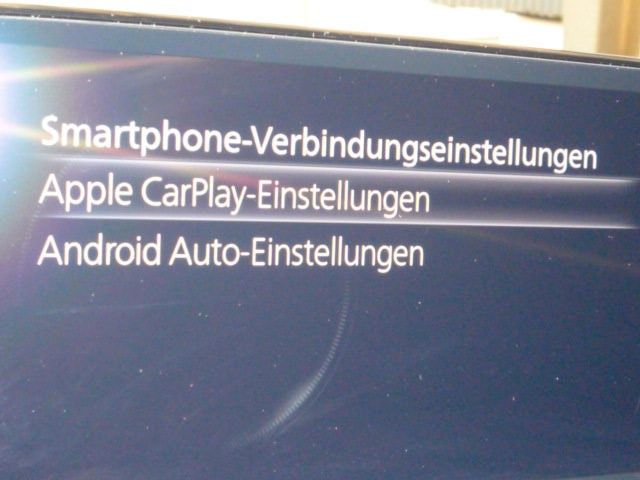 Smartphone-Verbindungseinstellungen
Apple CarPlay-Einstellungen
Android Auto-Einstellungen